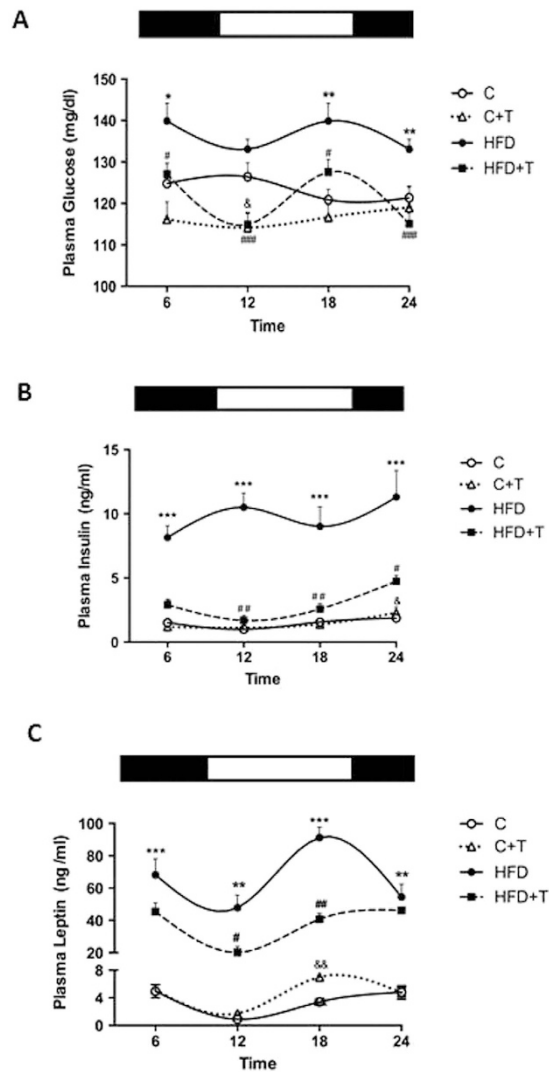 A
Plasma Glucose (mg/dl)
150
140
130
120
110
100
*
**
**
#
#
&
###
###
6
12
18
24
Time
C
C+T
HFD
HFD+T
B
Plasma Insulin (ng/ml)
15
10
5
0
***
***
***
***
##
##
#
&
6
12
18
24
Time
C
C+T
HFD
HFD+T
C
Plasma Leptin (ng /ml)
100
80
60
40
20
8
4
0
***
**
***
**
#
##
&&
6
12
18
24
Time
C
C+T
HFD
HFD+T